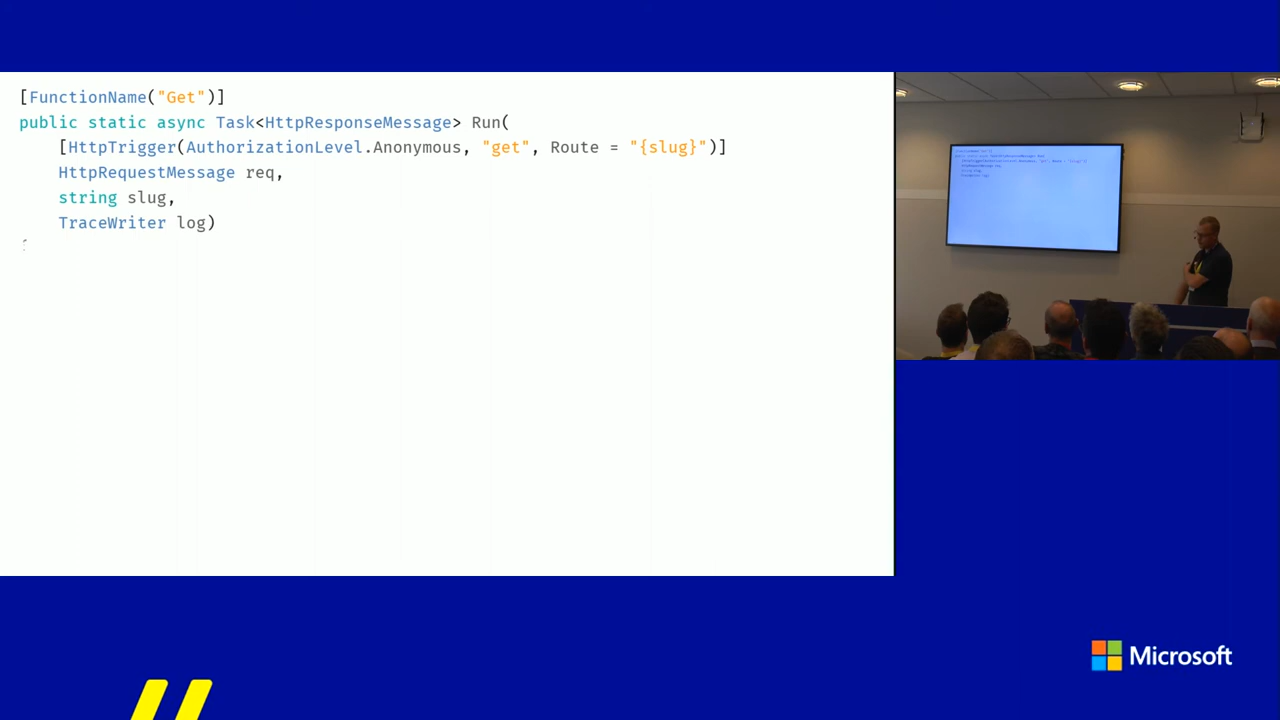 [FunctionName("Get")]
public static async Task<HttpResponseMessage> Run(
[HttpTrigger(AuthorizationLevel.Anonymous, "get", Route = "{slug}")]
HttpRequestMessage req,
string slug,
TraceWriter log)
Microsoft